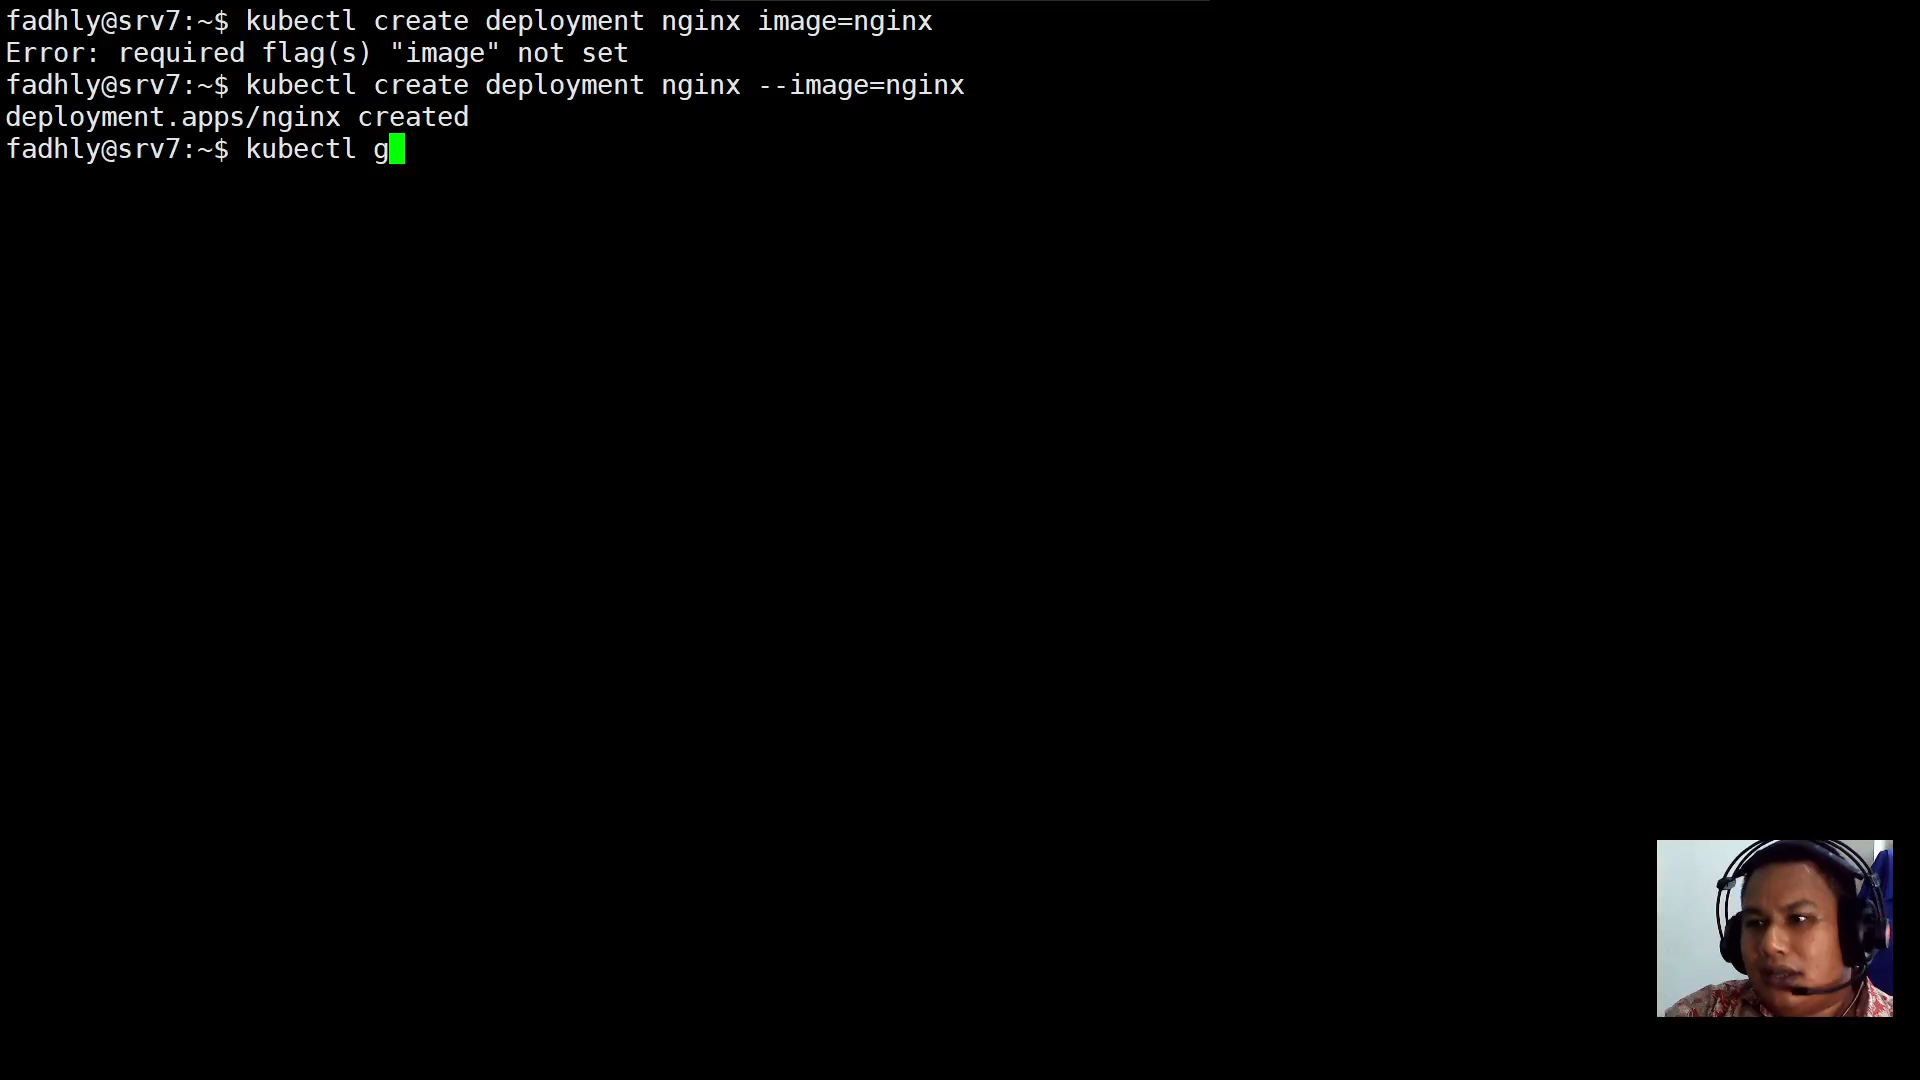 fadhly@srv7:~$ kubectl create deployment nginx image=nginx
Error: required flag(s) "image" not set
fadhly@srv7:~$ kubectl create deployment nginx --image=nginx
deployment.apps/nginx created
fadhly@srv7:~$ kubectl g